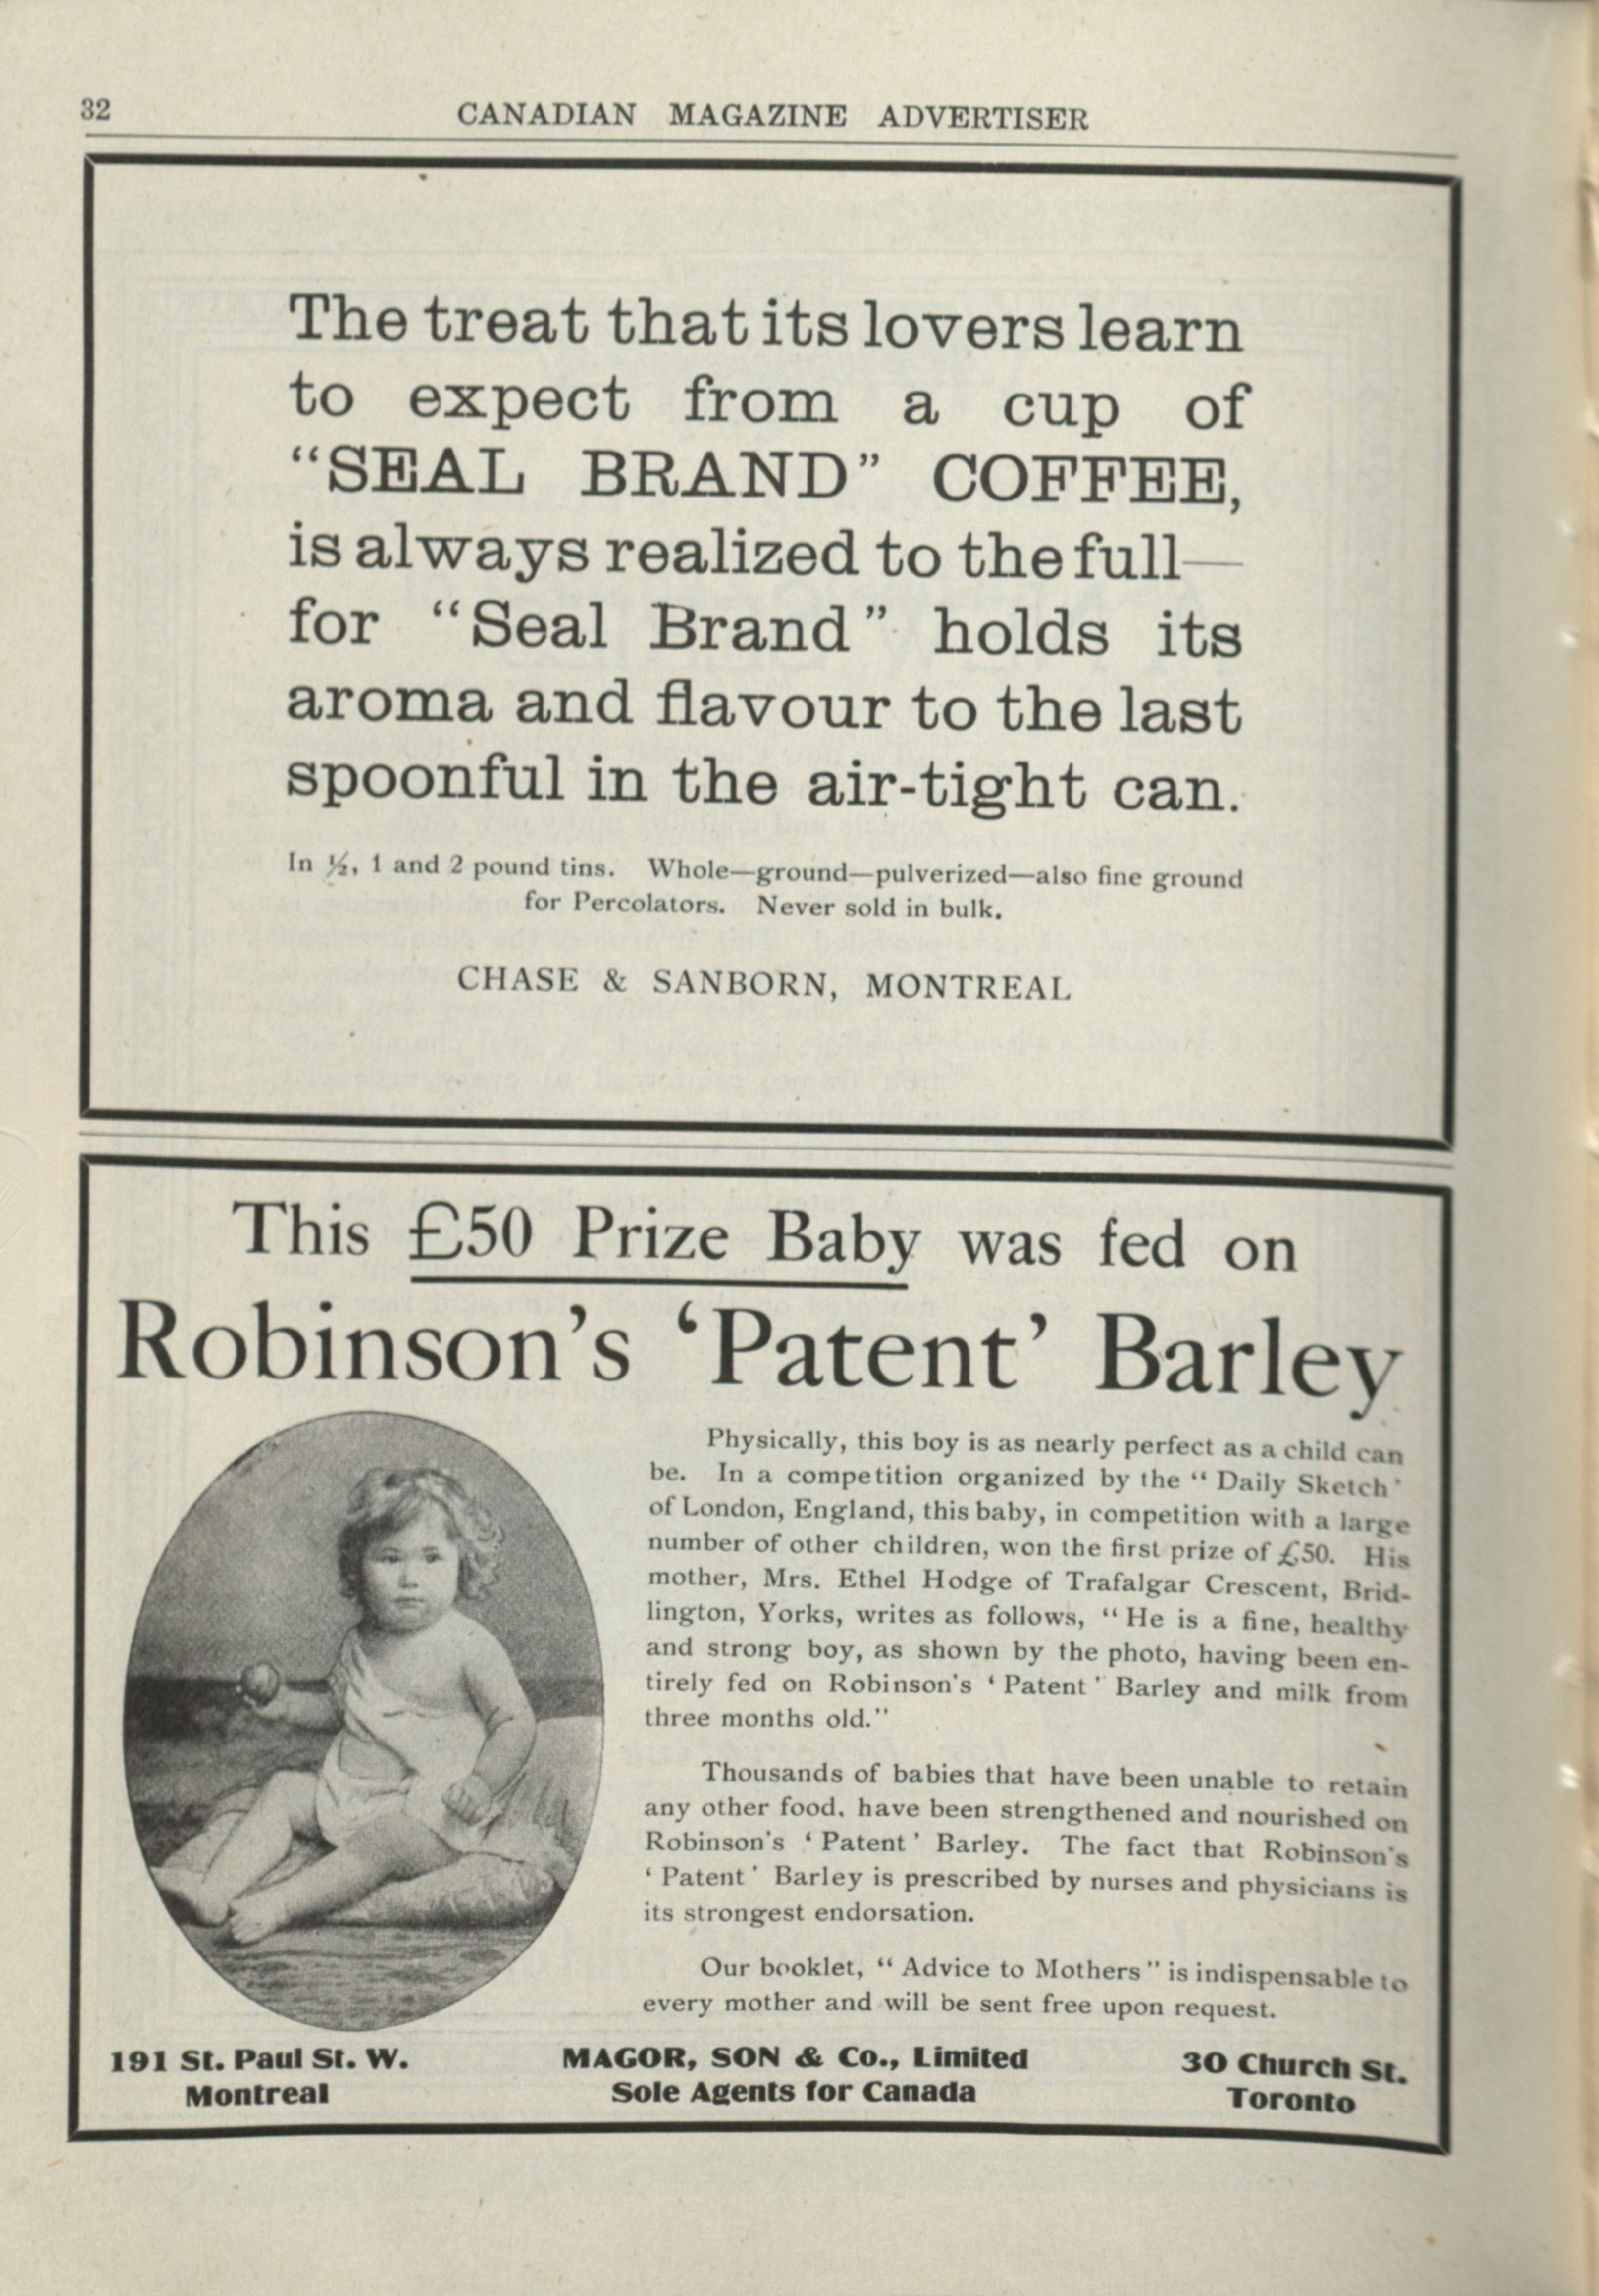 32
CANADIAN MAGAZINE ADVERTISER
The treat that its lovers learn
to expect from a cup of
“SEAL BRAND” COFFEE,
is always realized to the full—
for “Seal Brand” holds its
aroma and flavour to the last
spoonful in the air-tight can.
In ½, 1 and 2 pound tins. Whole—ground—pulverized—also fine ground
for Percolators. Never sold in bulk.
CHASE & SANBORN, MONTREAL
This £50 Prize Baby was fed on
Robinson’s ‘Patent’ Barley
Physically, this boy is as nearly perfect as a child can
be. In a competition organized by the “Daily Sketch’
of London, England, this baby, in competition with a large
number of other children, won the first prize of £50. His
mother, Mrs. Ethel Hodge of Trafalgar Crescent, Brid-
lington, Yorks, writes as follows, “He is a fine, healthy
and strong boy, as shown by the photo, having been en-
tirely fed on Robinson’s ‘Patent’ Barley and milk from
three months old.”
Thousands of babies that have been unable to retain
any other food. have been strengthened and nourished on
Robinson’s ‘Patent’ Barley. The fact that Robinson’s
‘Patent’ Barley is prescribed by nurses and physicians is
its strongest endorsation.
Our booklet, “Advice to Mothers” is indispensable to
every mother and will be sent free upon request.
191 St. Paul St. W.
Montreal
MAGOR, SON & Co., Limited
Sole Agents for Canada
30 Church St.
Toronto